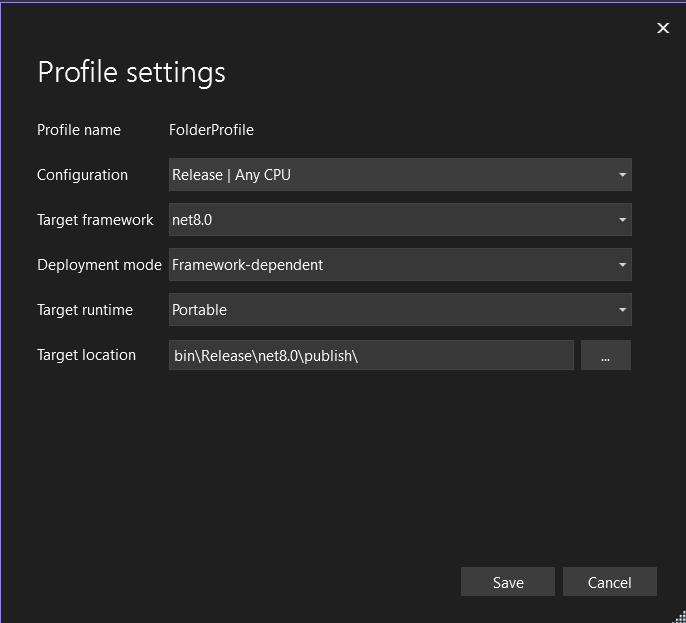 Profile settings
Profile name FolderProfile
Configuration Release | Any CPU
Target framework net8.0
Deployment mode Framework-dependent
Target runtime Portable
Target location bin\Release\net8.0\publish\ ...
Save Cancel